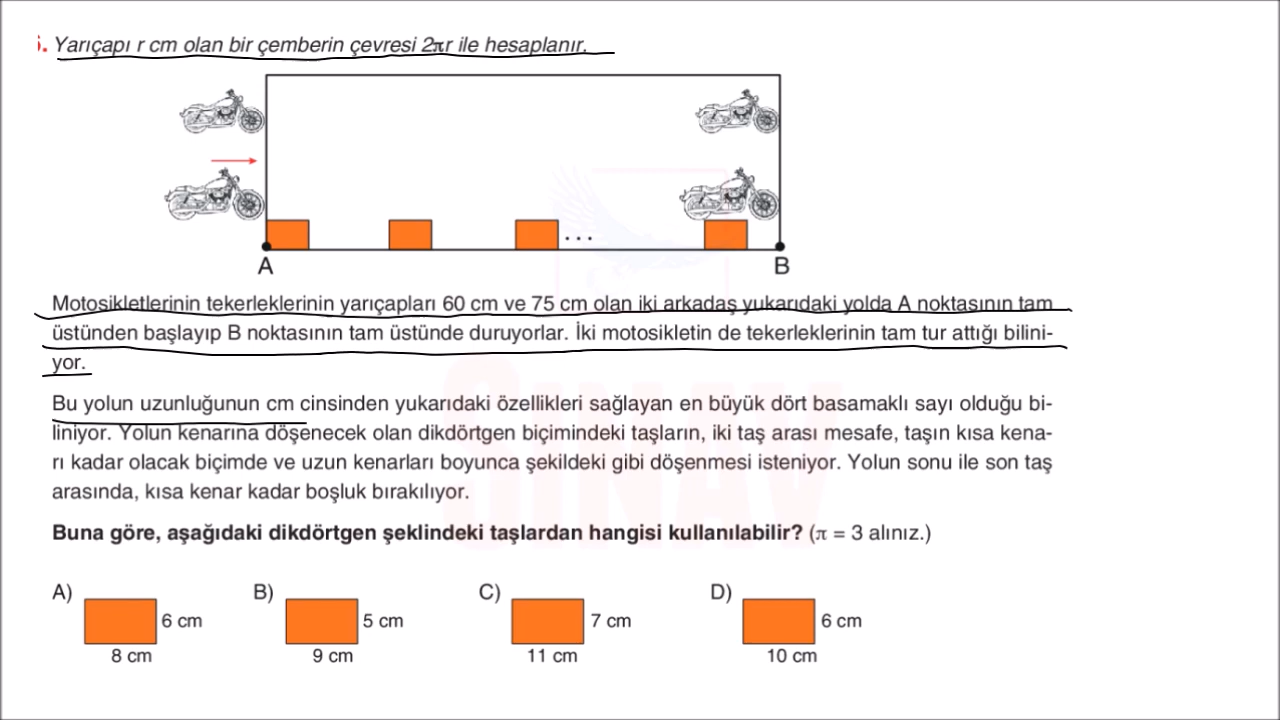 5. Yarıçapı r cm olan bir çemberin çevresi 2πr ile hesaplanır.
...
A
B
Motosikletlerinin tekerleklerinin yarıçapları 60 cm ve 75 cm olan iki arkadaş yukarıdaki yolda A noktasının tam
üstünden başlayıp B noktasının tam üstünde duruyorlar. İki motosikletin de tekerleklerinin tam tur attığı bilini-
yor.
Bu yolun uzunluğunun cm cinsinden yukarıdaki özellikleri sağlayan en büyük dört basamaklı sayı olduğu bi-
liniyor. Yolun kenarına döşenecek olan dikdörtgen biçimindeki taşların, iki taş arası mesafe, taşın kısa kena-
rı kadar olacak biçimde ve uzun kenarları boyunca şekildeki gibi döşenmesi isteniyor. Yolun sonu ile son taş
arasında, kısa kenar kadar boşluk bırakılıyor.
Buna göre, aşağıdaki dikdörtgen şeklindeki taşlardan hangisi kullanılabilir? (π = 3 alınız.)
A) 6 cm 8 cm
B) 5 cm 9 cm
C) 7 cm 11 cm
D) 6 cm 10 cm
SINAV